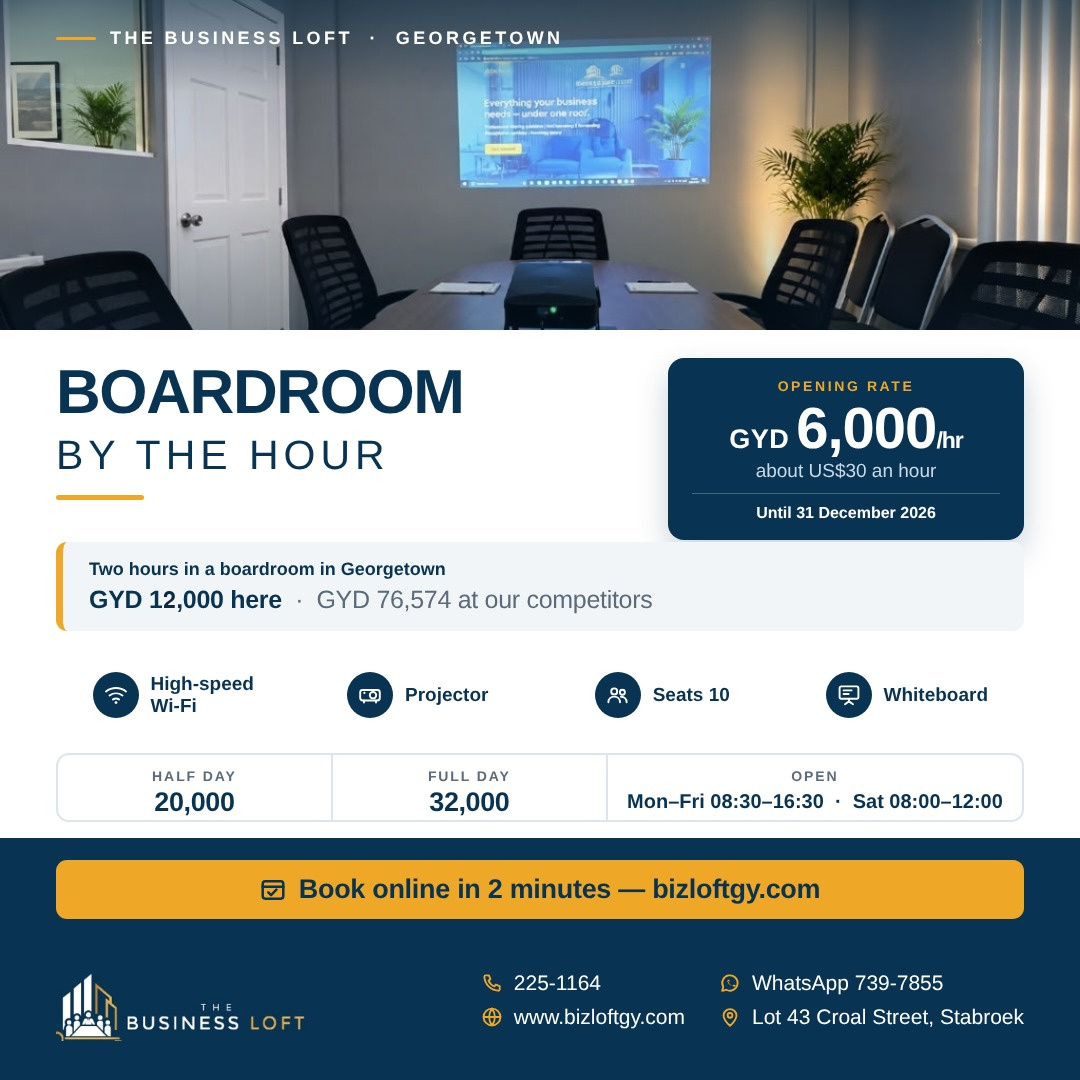 THE BUSINESS LOFT · GEORGETOWN
Everything your business
needs – under one roof.
BOARDROOM
BY THE HOUR
OPENING RATE
GYD 6,000/hr
about US$30 an hour
Until 31 December 2026
Two hours in a boardroom in Georgetown
GYD 12,000 here · GYD 76,574 at our competitors
High-speed
Wi-Fi
Projector
Seats 10
Whiteboard
HALF DAY
20,000
FULL DAY
32,000
OPEN
Mon–Fri 08:30–16:30 · Sat 08:00–12:00
Book online in 2 minutes — bizloftgy.com
THE
BUSINESS LOFT
225-1164
WhatsApp 739-7855
www.bizloftgy.com
Lot 43 Croal Street, Stabroek